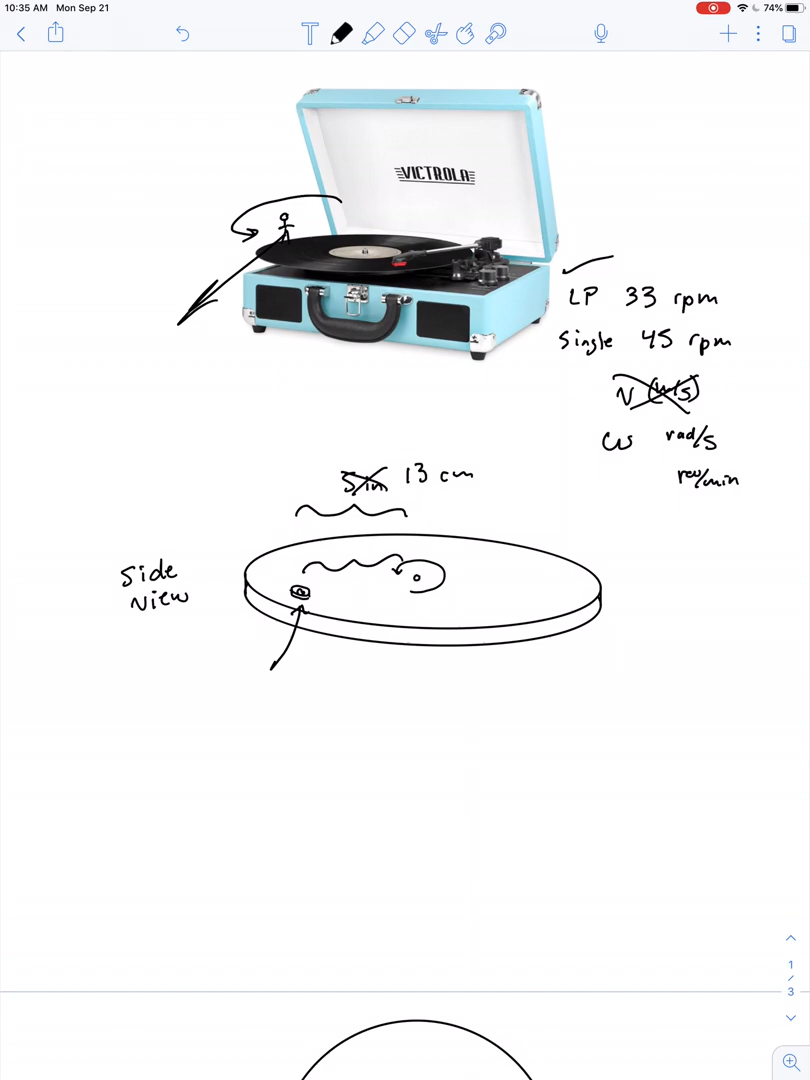 10:35 AM Mon Sep 21
74%
T
VICTROLA
LP 33 rpm
Single 45 rpm
V (m/s)
ω rad/s
rev/min
5in 13 cm
Side
View
1
/
3